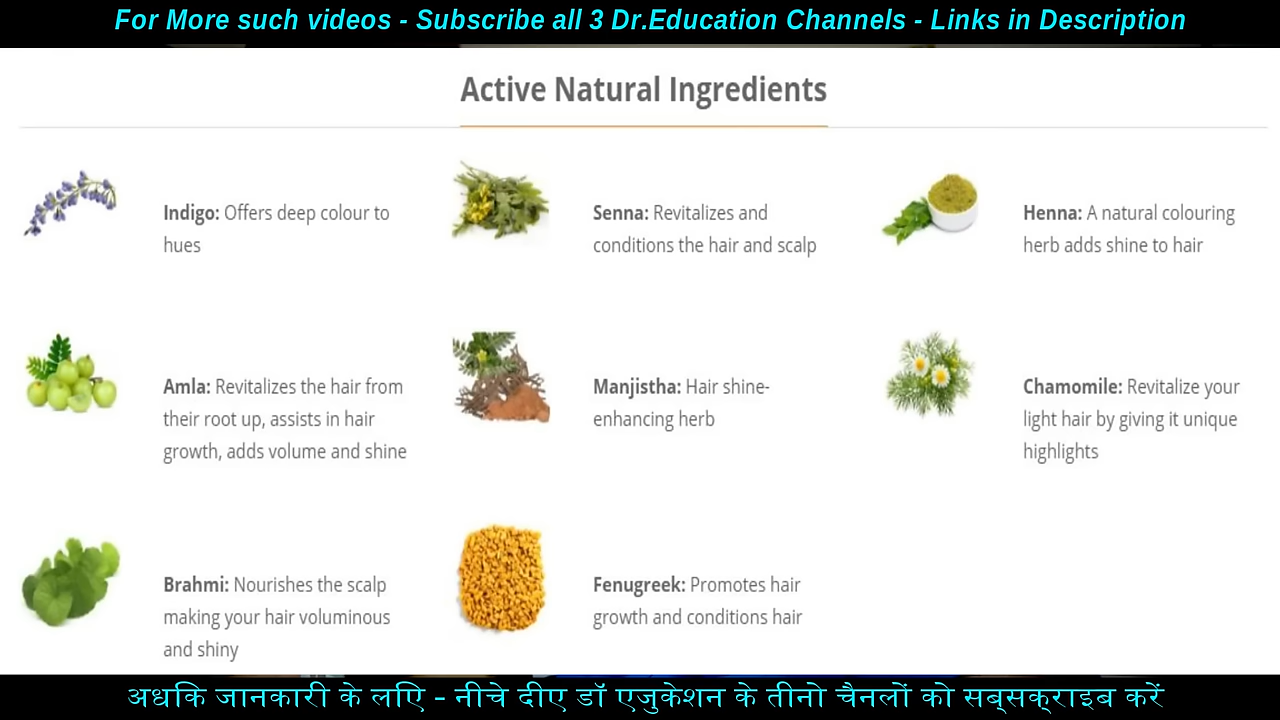 For More such videos - Subscribe all 3 Dr.Education Channels - Links in Description
Active Natural Ingredients
Indigo: Offers deep colour to
hues
Senna: Revitalizes and
conditions the hair and scalp
Henna: A natural colouring
herb adds shine to hair
Amla: Revitalizes the hair from
their root up, assists in hair
growth, adds volume and shine
Manjistha: Hair shine-
enhancing herb
Chamomile: Revitalize your
light hair by giving it unique
highlights
Brahmi: Nourishes the scalp
making your hair voluminous
and shiny
Fenugreek: Promotes hair
growth and conditions hair
अधकि जानकारी के लएि - नीचे दीए डॉ एजुकेशन के तीनो चैनलों को सब्सक्राइब करें